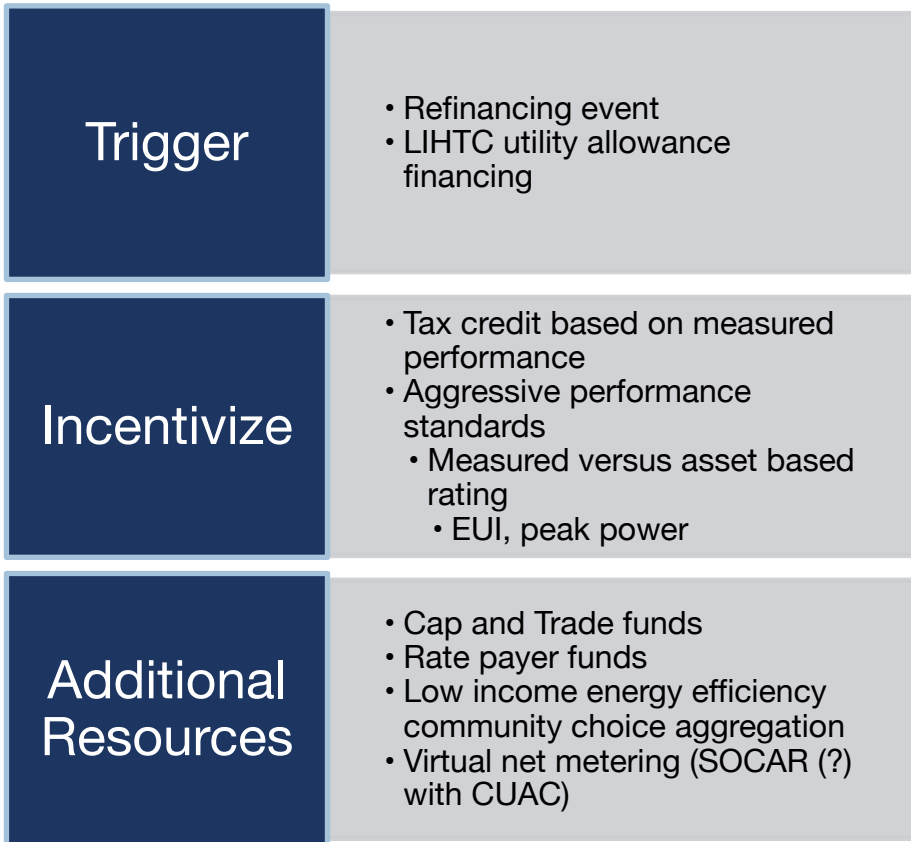 Trigger
• Refinancing event
• LIHTC utility allowance
financing
Incentivize
• Tax credit based on measured
performance
• Aggressive performance
standards
• Measured versus asset based
rating
• EUI, peak power
Additional
Resources
• Cap and Trade funds
• Rate payer funds
• Low income energy efficiency
community choice aggregation
• Virtual net metering (SOCAR (?)
with CUAC)